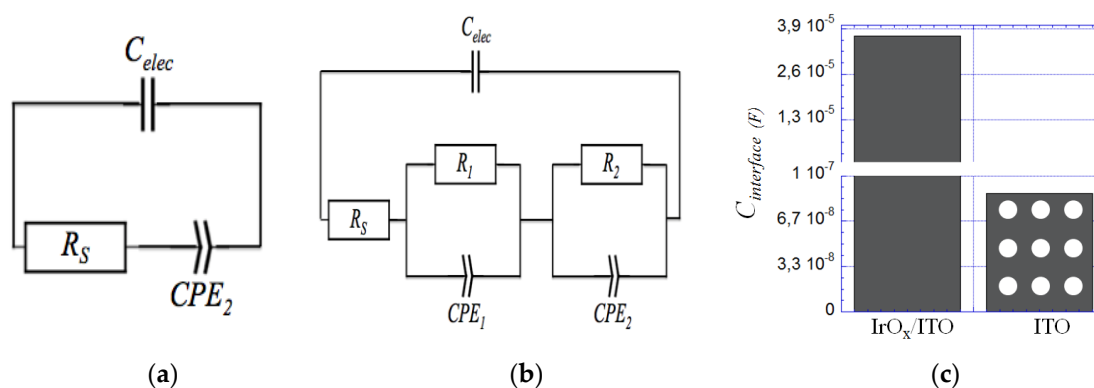 C_elec
R_S
CPE_2
(a)
C_elec
R_1
R_2
R_S
CPE_1
CPE_2
(b)
C_interface (F)
3,9 10^-5
2,6 10^-5
1,3 10^-5
1 10^-7
6,7 10^-8
3,3 10^-8
0
IrO_x/ITO
ITO
(c)